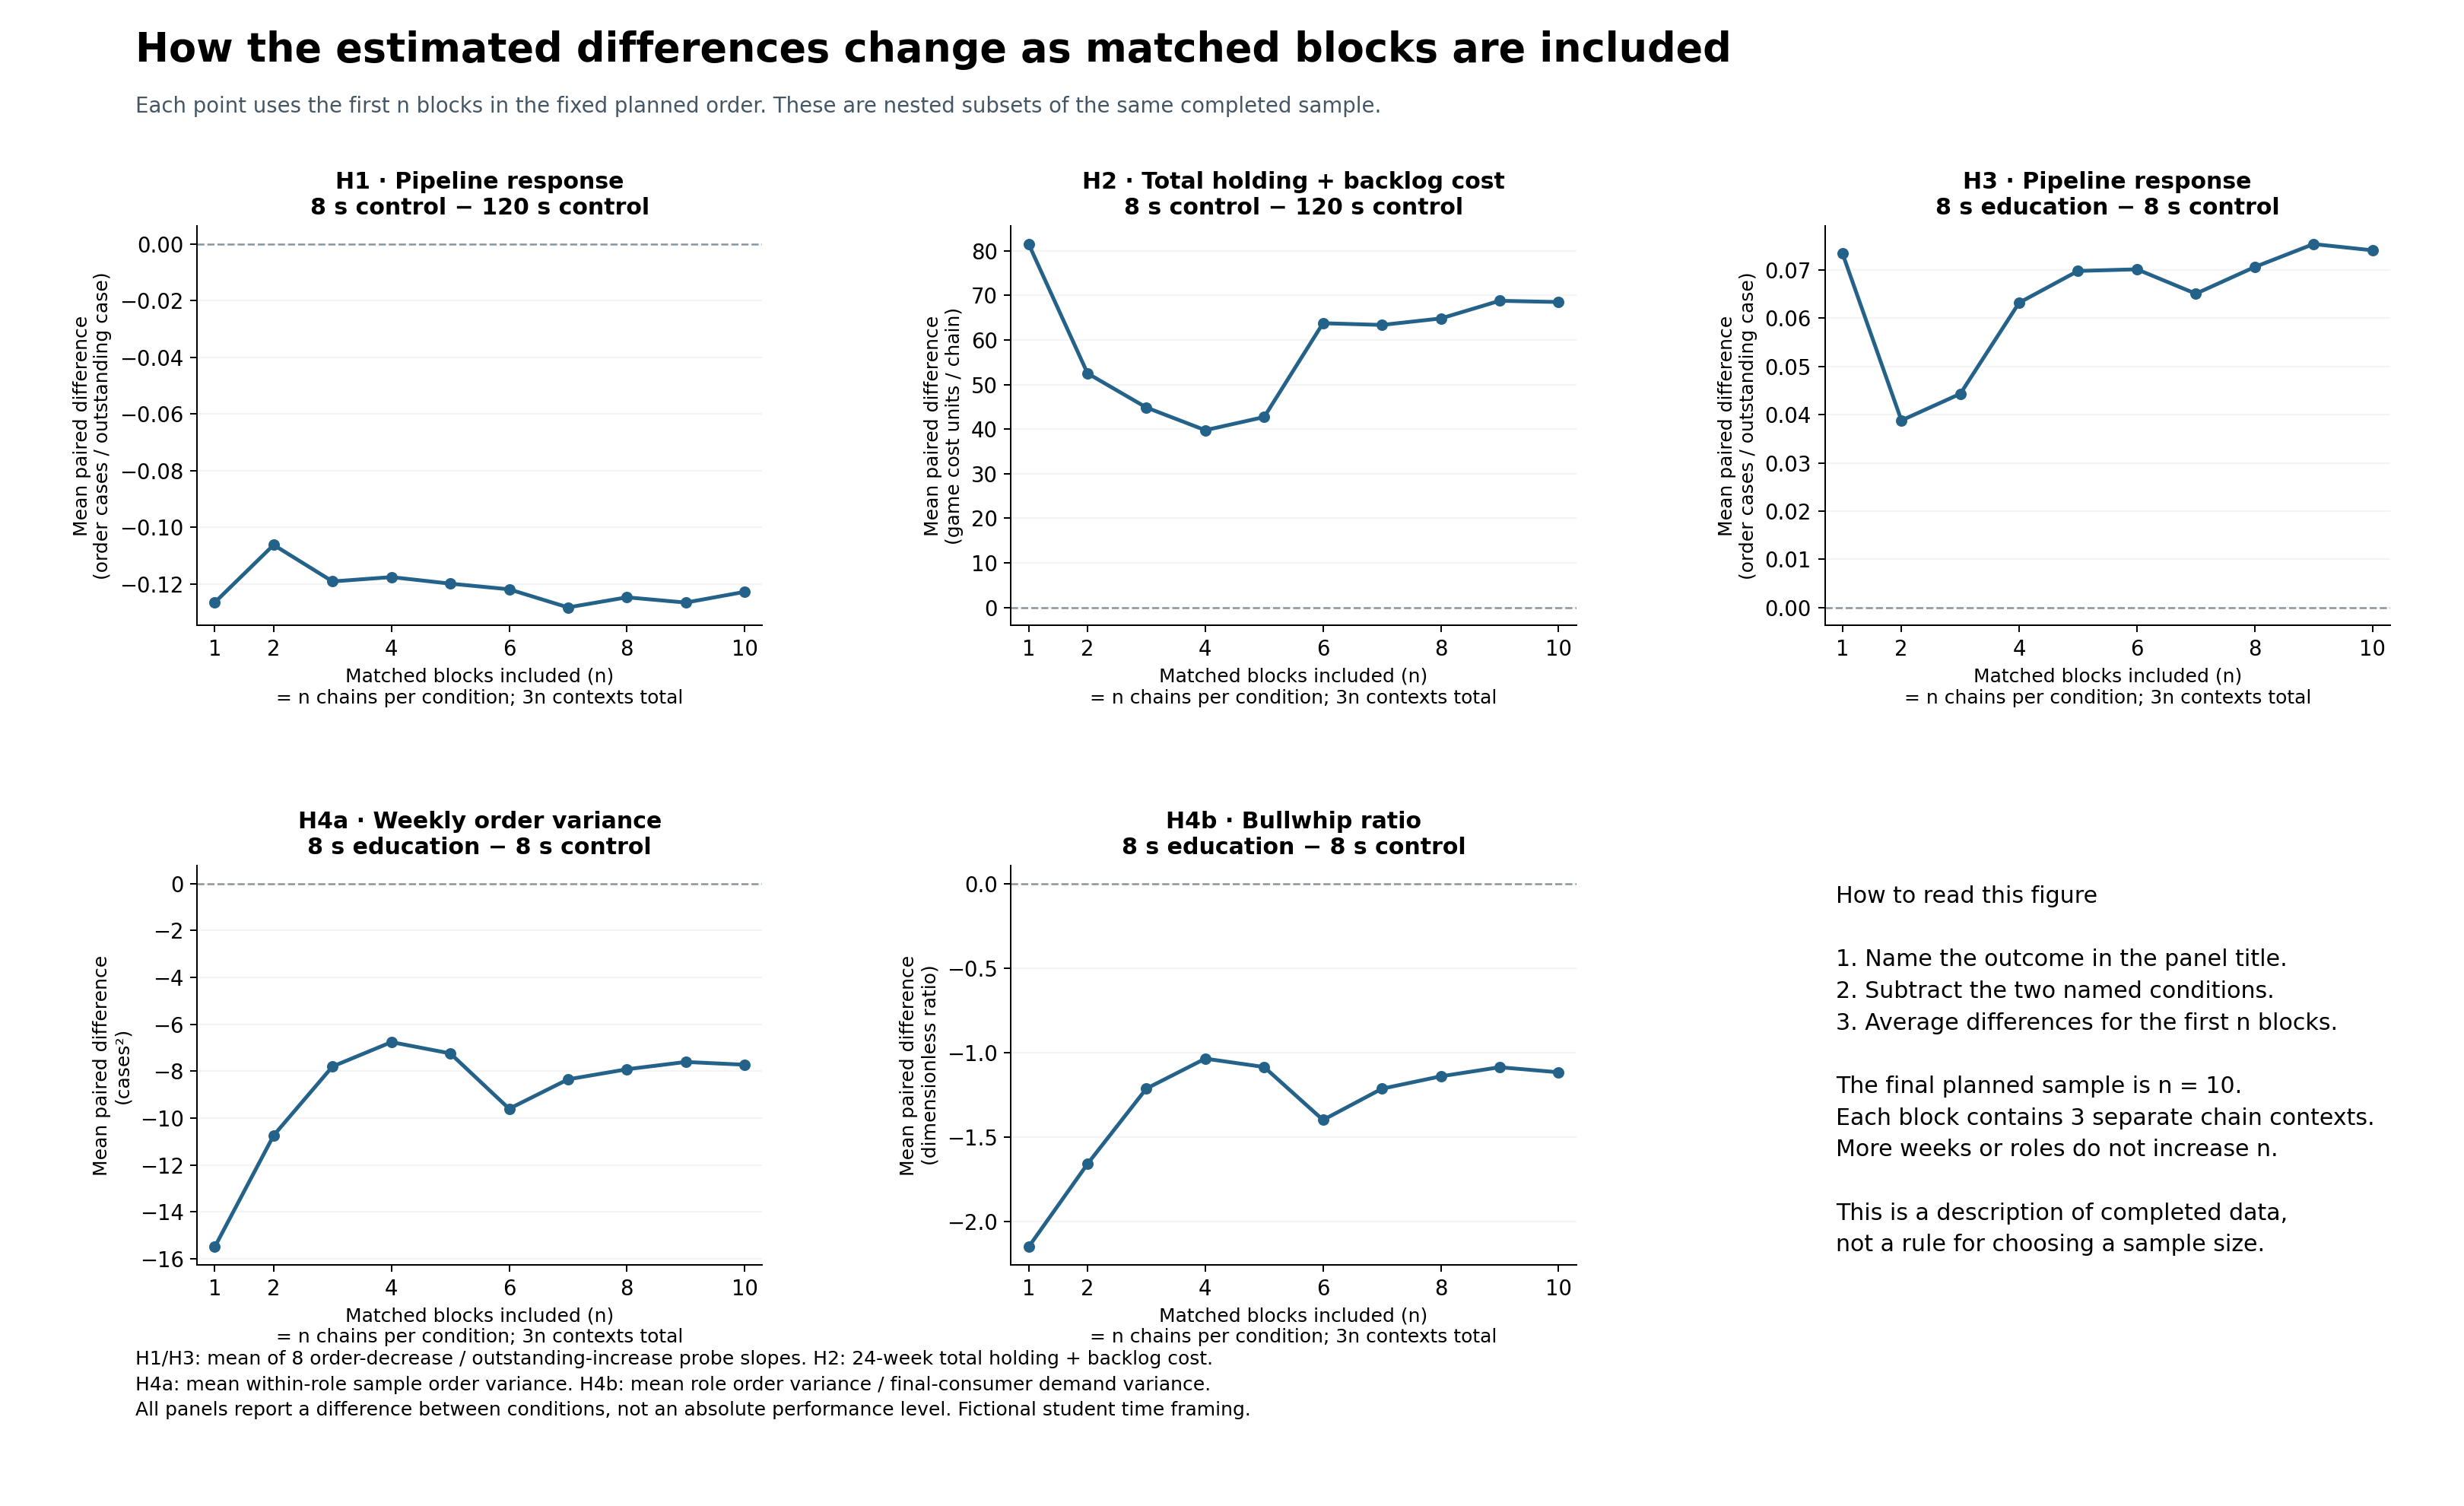 How the estimated differences change as matched blocks are included
Each point uses the first n blocks in the fixed planned order. These are nested subsets of the same completed sample.
H1 · Pipeline response
8 s control − 120 s control
0.00
−0.02
−0.04
−0.06
−0.08
−0.10
−0.12
Mean paired difference
(order cases / outstanding case)
1
2
4
6
8
10
Matched blocks included (n)
= n chains per condition; 3n contexts total
H2 · Total holding + backlog cost
8 s control − 120 s control
80
70
60
50
40
30
20
10
0
Mean paired difference
(game cost units / chain)
1
2
4
6
8
10
Matched blocks included (n)
= n chains per condition; 3n contexts total
H3 · Pipeline response
8 s education − 8 s control
0.07
0.06
0.05
0.04
0.03
0.02
0.01
0.00
Mean paired difference
(order cases / outstanding case)
1
2
4
6
8
10
Matched blocks included (n)
= n chains per condition; 3n contexts total
H4a · Weekly order variance
8 s education − 8 s control
0
−2
−4
−6
−8
−10
−12
−14
−16
Mean paired difference
(cases²)
1
2
4
6
8
10
Matched blocks included (n)
= n chains per condition; 3n contexts total
H4b · Bullwhip ratio
8 s education − 8 s control
0.0
−0.5
−1.0
−1.5
−2.0
Mean paired difference
(dimensionless ratio)
1
2
4
6
8
10
Matched blocks included (n)
= n chains per condition; 3n contexts total
How to read this figure
1. Name the outcome in the panel title.
2. Subtract the two named conditions.
3. Average differences for the first n blocks.
The final planned sample is n = 10.
Each block contains 3 separate chain contexts.
More weeks or roles do not increase n.
This is a description of completed data,
not a rule for choosing a sample size.
H1/H3: mean of 8 order-decrease / outstanding-increase probe slopes. H2: 24-week total holding + backlog cost.
H4a: mean within-role sample order variance. H4b: mean role order variance / final-consumer demand variance.
All panels report a difference between conditions, not an absolute performance level. Fictional student time framing.